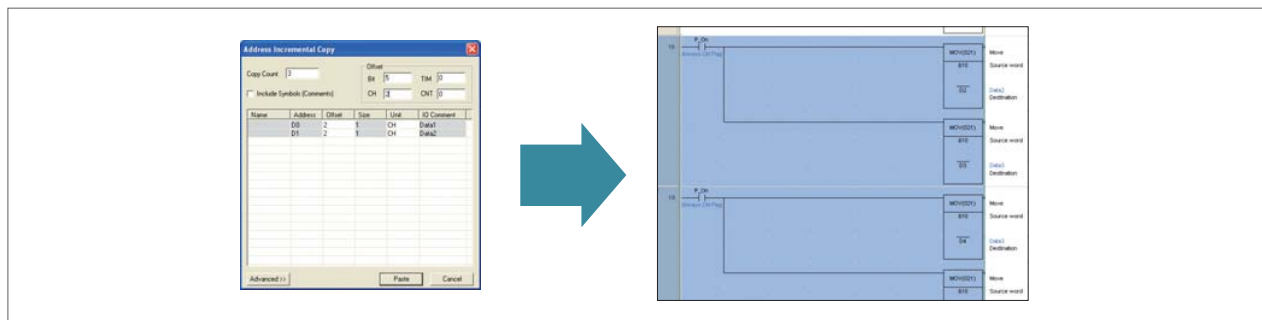 Address Incremental Copy
Copy Count 3
Offset
Bit 5 TIM 0
Include Symbols (Comments)
CH 2 CNT 0
Name Address Offset Size Unit IO Comment
D0 2 1 CH Data1
D1 2 1 CH Data2
Advanced >> Paste Cancel
P_On
Always ON Flag
MOV(021) Move
Source word
D2 Data2
Destination
MOV(021) Move
Source word
D3 Data3
Destination
P_On
Always ON Flag
MOV(021) Move
Source word
D4 Data3
Destination
MOV(021) Move
Source word